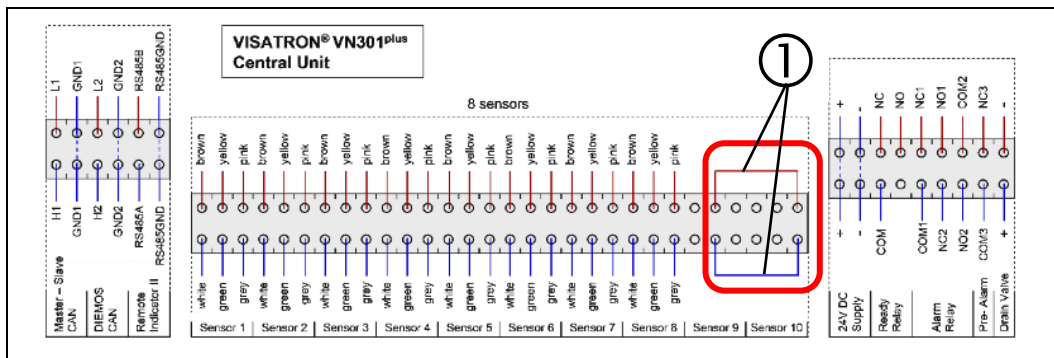 VISATRON® VN301plus
Central Unit
1
8 sensors
L1 GND1 L2 GND2 RS485B RS485GND
H1 GND1 H2 GND2 RS485A RS485GND
Master – Slave
CAN
DIEMOS
CAN
Remote
Indicator II
brown yellow pink brown yellow pink brown yellow pink brown yellow pink brown yellow pink brown yellow pink brown yellow pink brown yellow pink
white green grey white green grey white green grey white green grey white green grey white green grey white green grey white green grey
Sensor 1 Sensor 2 Sensor 3 Sensor 4 Sensor 5 Sensor 6 Sensor 7 Sensor 8 Sensor 9 Sensor 10
+ - NC NO NC1 NO1 COM2 NC3 -
+ - COM COM1 NC2 NO2 COM3 +
24V DC
Supply
Ready
Relay
Alarm
Relay
Pre- Alarm
Drain Valve